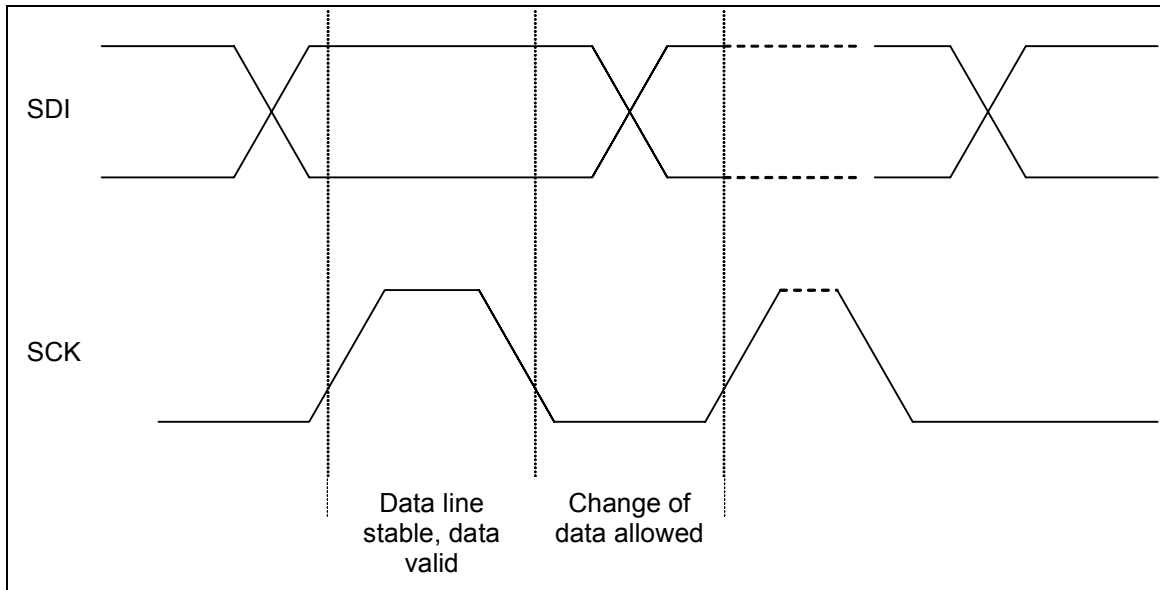 SDI
SCK
Data line
stable, data
valid
Change of
data allowed